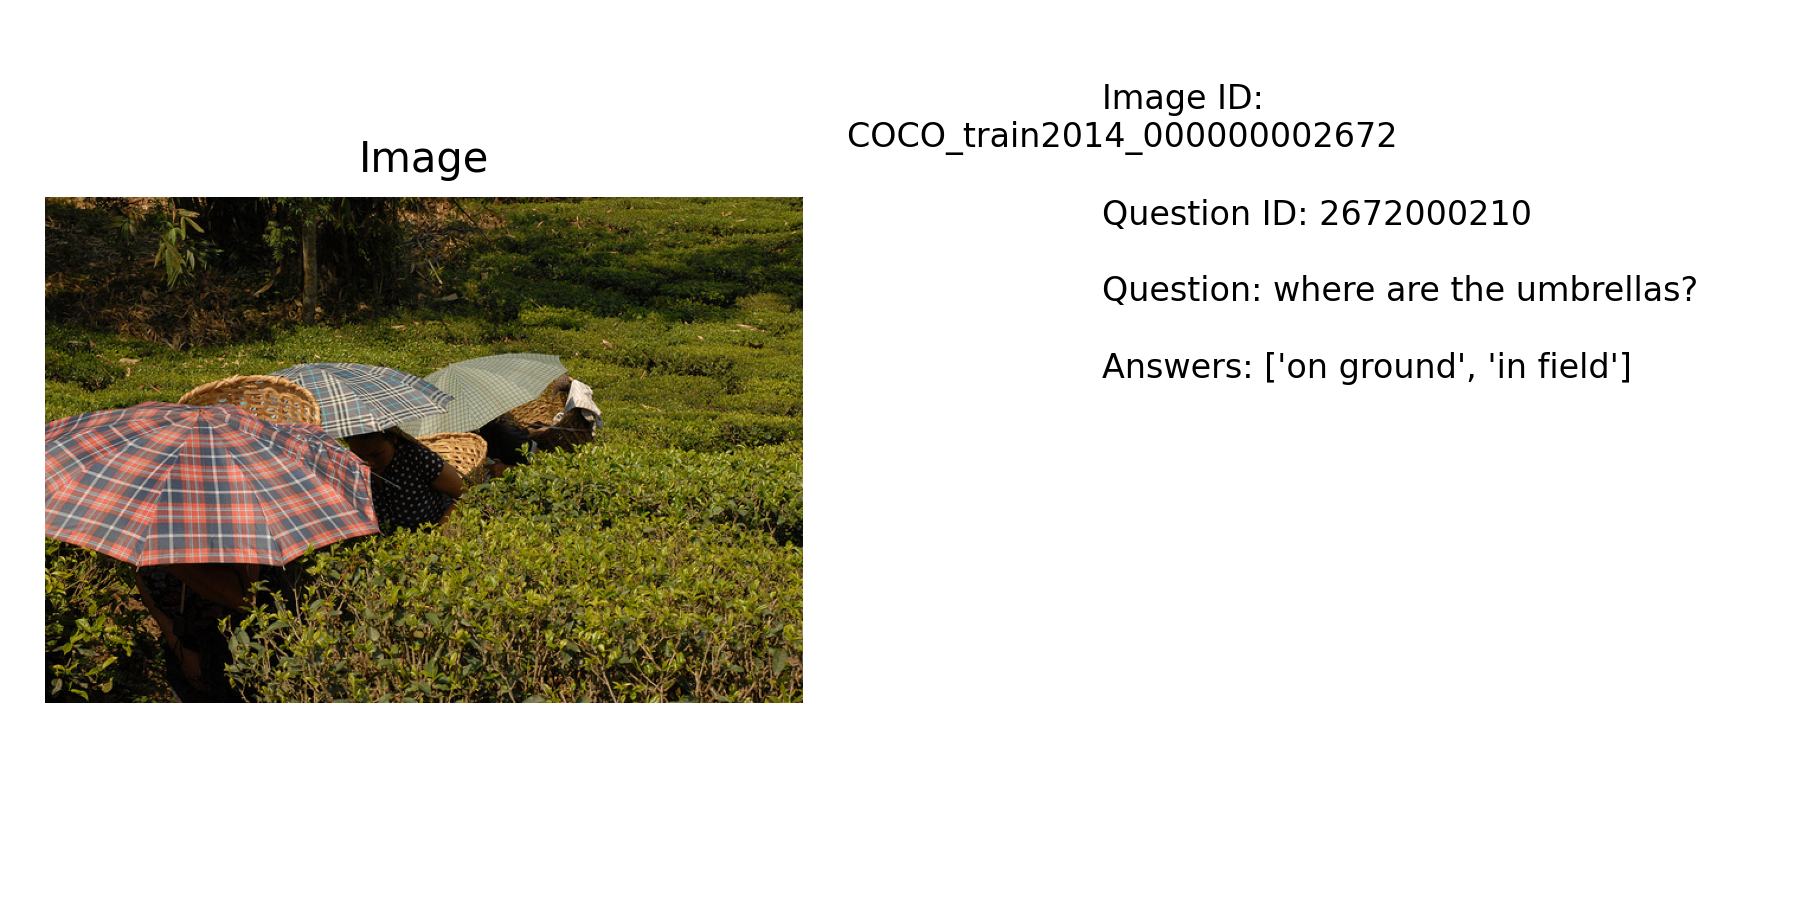 Image
Image ID:
COCO_train2014_000000002672
Question ID: 2672000210
Question: where are the umbrellas?
Answers: ['on ground', 'in field']